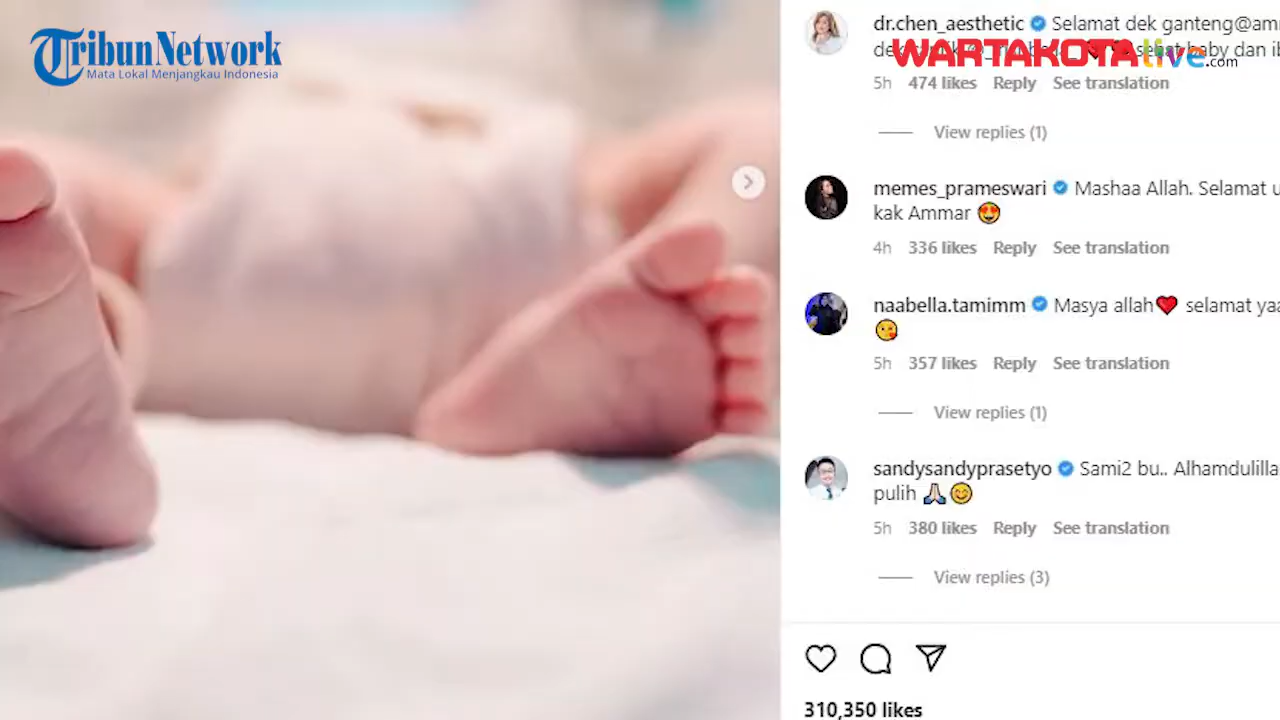 TribunNetwork
Mata Lokal Menjangkau Indonesia
WARTAKOTAlive.com
dr.chen_aesthetic Selamat dek ganteng@amr
5h 474 likes Reply See translation
View replies (1)
memes_prameswari Mashaa Allah. Selamat u
kak Ammar 😍
4h 336 likes Reply See translation
naabella.tamimm Masya allah❤️ selamat yaa
😘
5h 357 likes Reply See translation
View replies (1)
sandysandyprasetyo Sami2 bu.. Alhamdulilla
pulih 🙏🏻😊
5h 380 likes Reply See translation
View replies (3)
310,350 likes